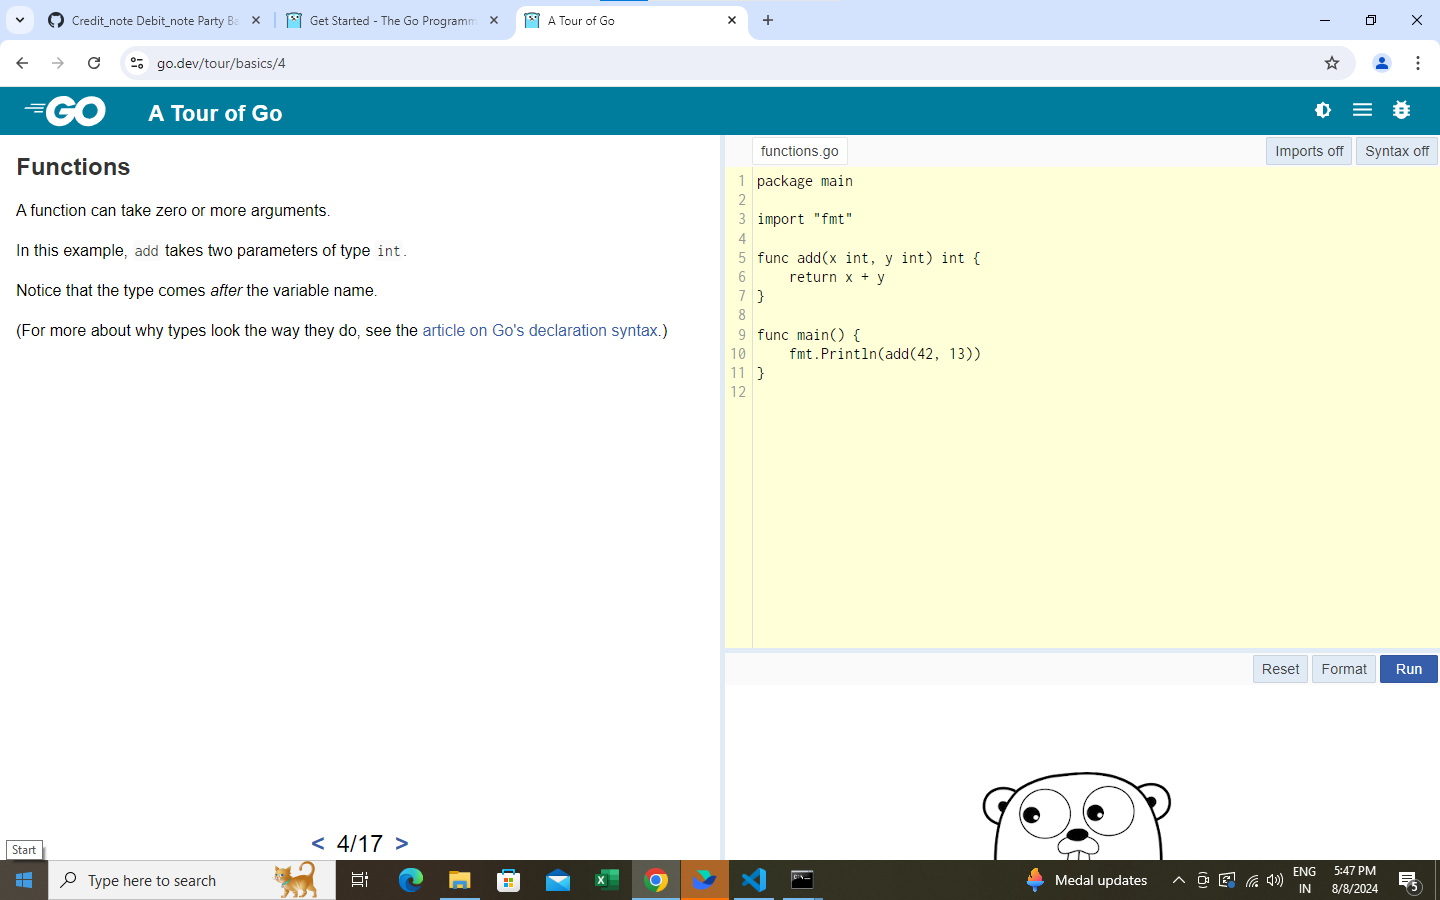 Credit_note Debit_note Party Ba
Get Started - The Go Programm
A Tour of Go
go.dev/tour/basics/4
GO
A Tour of Go
Functions
A function can take zero or more arguments.
In this example, add takes two parameters of type int.
Notice that the type comes after the variable name.
(For more about why types look the way they do, see the article on Go's declaration syntax.)
< 4/17 >
functions.go
Imports off
Syntax off
1 package main
2
3 import "fmt"
4
5 func add(x int, y int) int {
6 return x + y
7 }
8
9 func main() {
10 fmt.Println(add(42, 13))
11 }
12
Reset
Format
Run
Start
Type here to search
Medal updates
ENG
IN
5:47 PM
8/8/2024
5